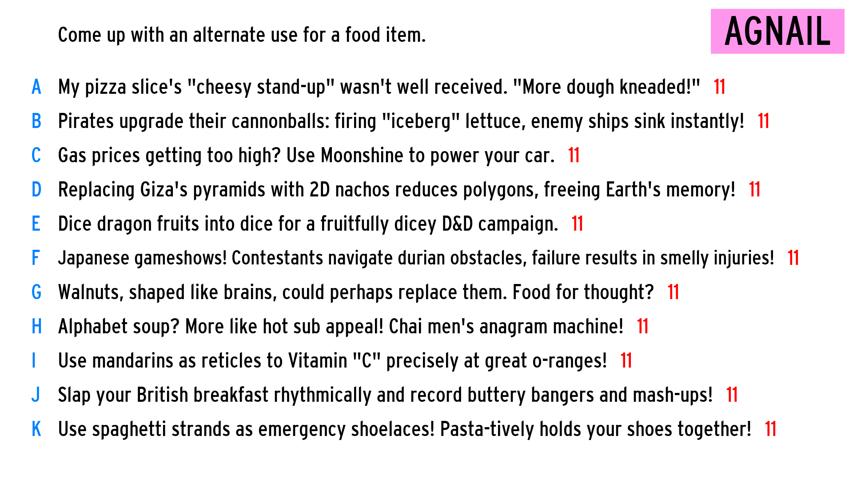 Come up with an alternate use for a food item.
AGNAIL
A My pizza slice's "cheesy stand-up" wasn't well received. "More dough kneaded!" 11
B Pirates upgrade their cannonballs: firing "iceberg" lettuce, enemy ships sink instantly! 11
C Gas prices getting too high? Use Moonshine to power your car. 11
D Replacing Giza's pyramids with 2D nachos reduces polygons, freeing Earth's memory! 11
E Dice dragon fruits into dice for a fruitfully dicey D&D campaign. 11
F Japanese gameshows! Contestants navigate durian obstacles, failure results in smelly injuries! 11
G Walnuts, shaped like brains, could perhaps replace them. Food for thought? 11
H Alphabet soup? More like hot sub appeal! Chai men's anagram machine! 11
I Use mandarins as reticles to Vitamin "C" precisely at great o-ranges! 11
J Slap your British breakfast rhythmically and record buttery bangers and mash-ups! 11
K Use spaghetti strands as emergency shoelaces! Pasta-tively holds your shoes together! 11